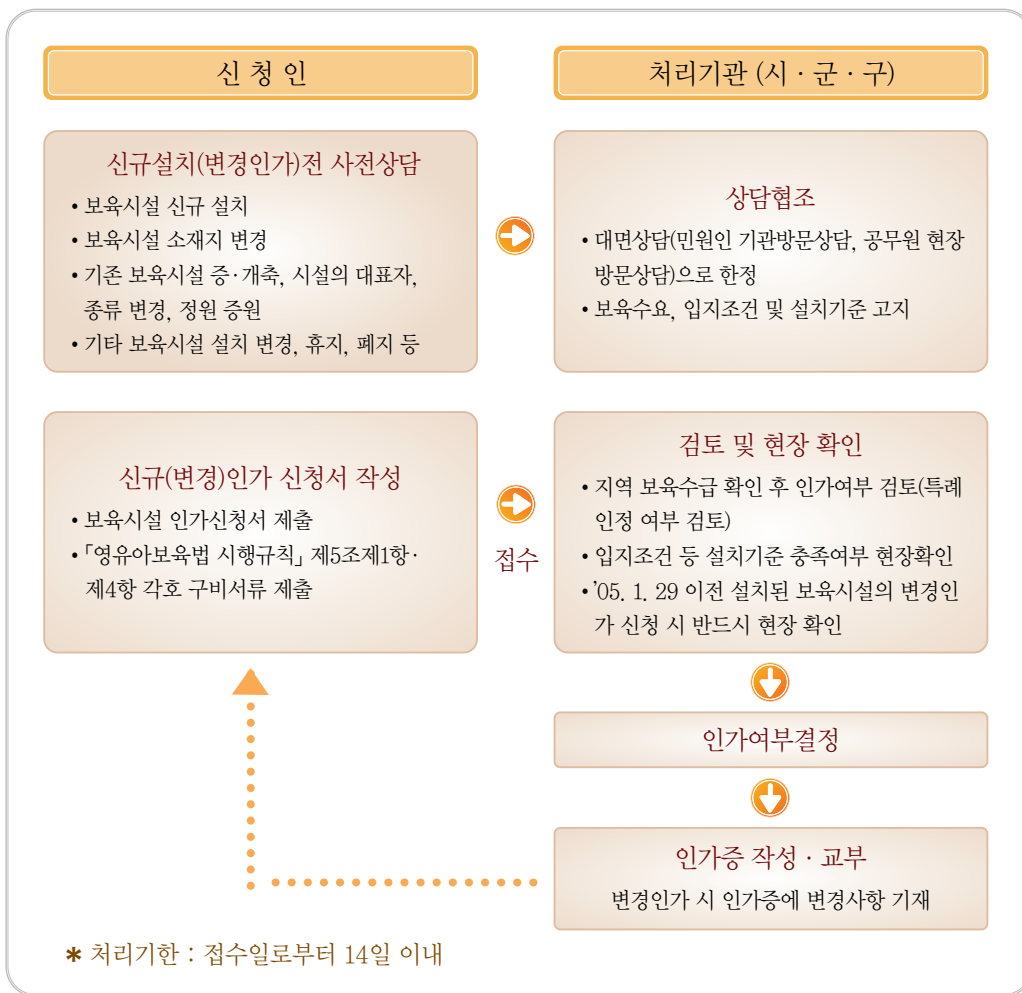 신 청 인
처리기관 (시 · 군 · 구)
신규설치(변경인가)전 사전상담
• 보육시설 신규 설치
• 보육시설 소재지 변경
• 기존 보육시설 증·개축, 시설의 대표자,
종류 변경, 정원 증원
• 기타 보육시설 설치 변경, 휴지, 폐지 등
상담협조
• 대면상담(민원인 기관방문상담, 공무원 현장
방문상담)으로 한정
• 보육수요, 입지조건 및 설치기준 고지
신규(변경)인가 신청서 작성
• 보육시설 인가신청서 제출
• 「영유아보육법 시행규칙」 제5조제1항·
제4항 각호 구비서류 제출
접수
검토 및 현장 확인
• 지역 보육수급 확인 후 인가여부 검토(특례
인정 여부 검토)
• 입지조건 등 설치기준 충족여부 현장확인
• ’05. 1. 29 이전 설치된 보육시설의 변경인
가 신청 시 반드시 현장 확인
인가여부결정
인가증 작성 · 교부
변경인가 시 인가증에 변경사항 기재
* 처리기한 : 접수일로부터 14일 이내